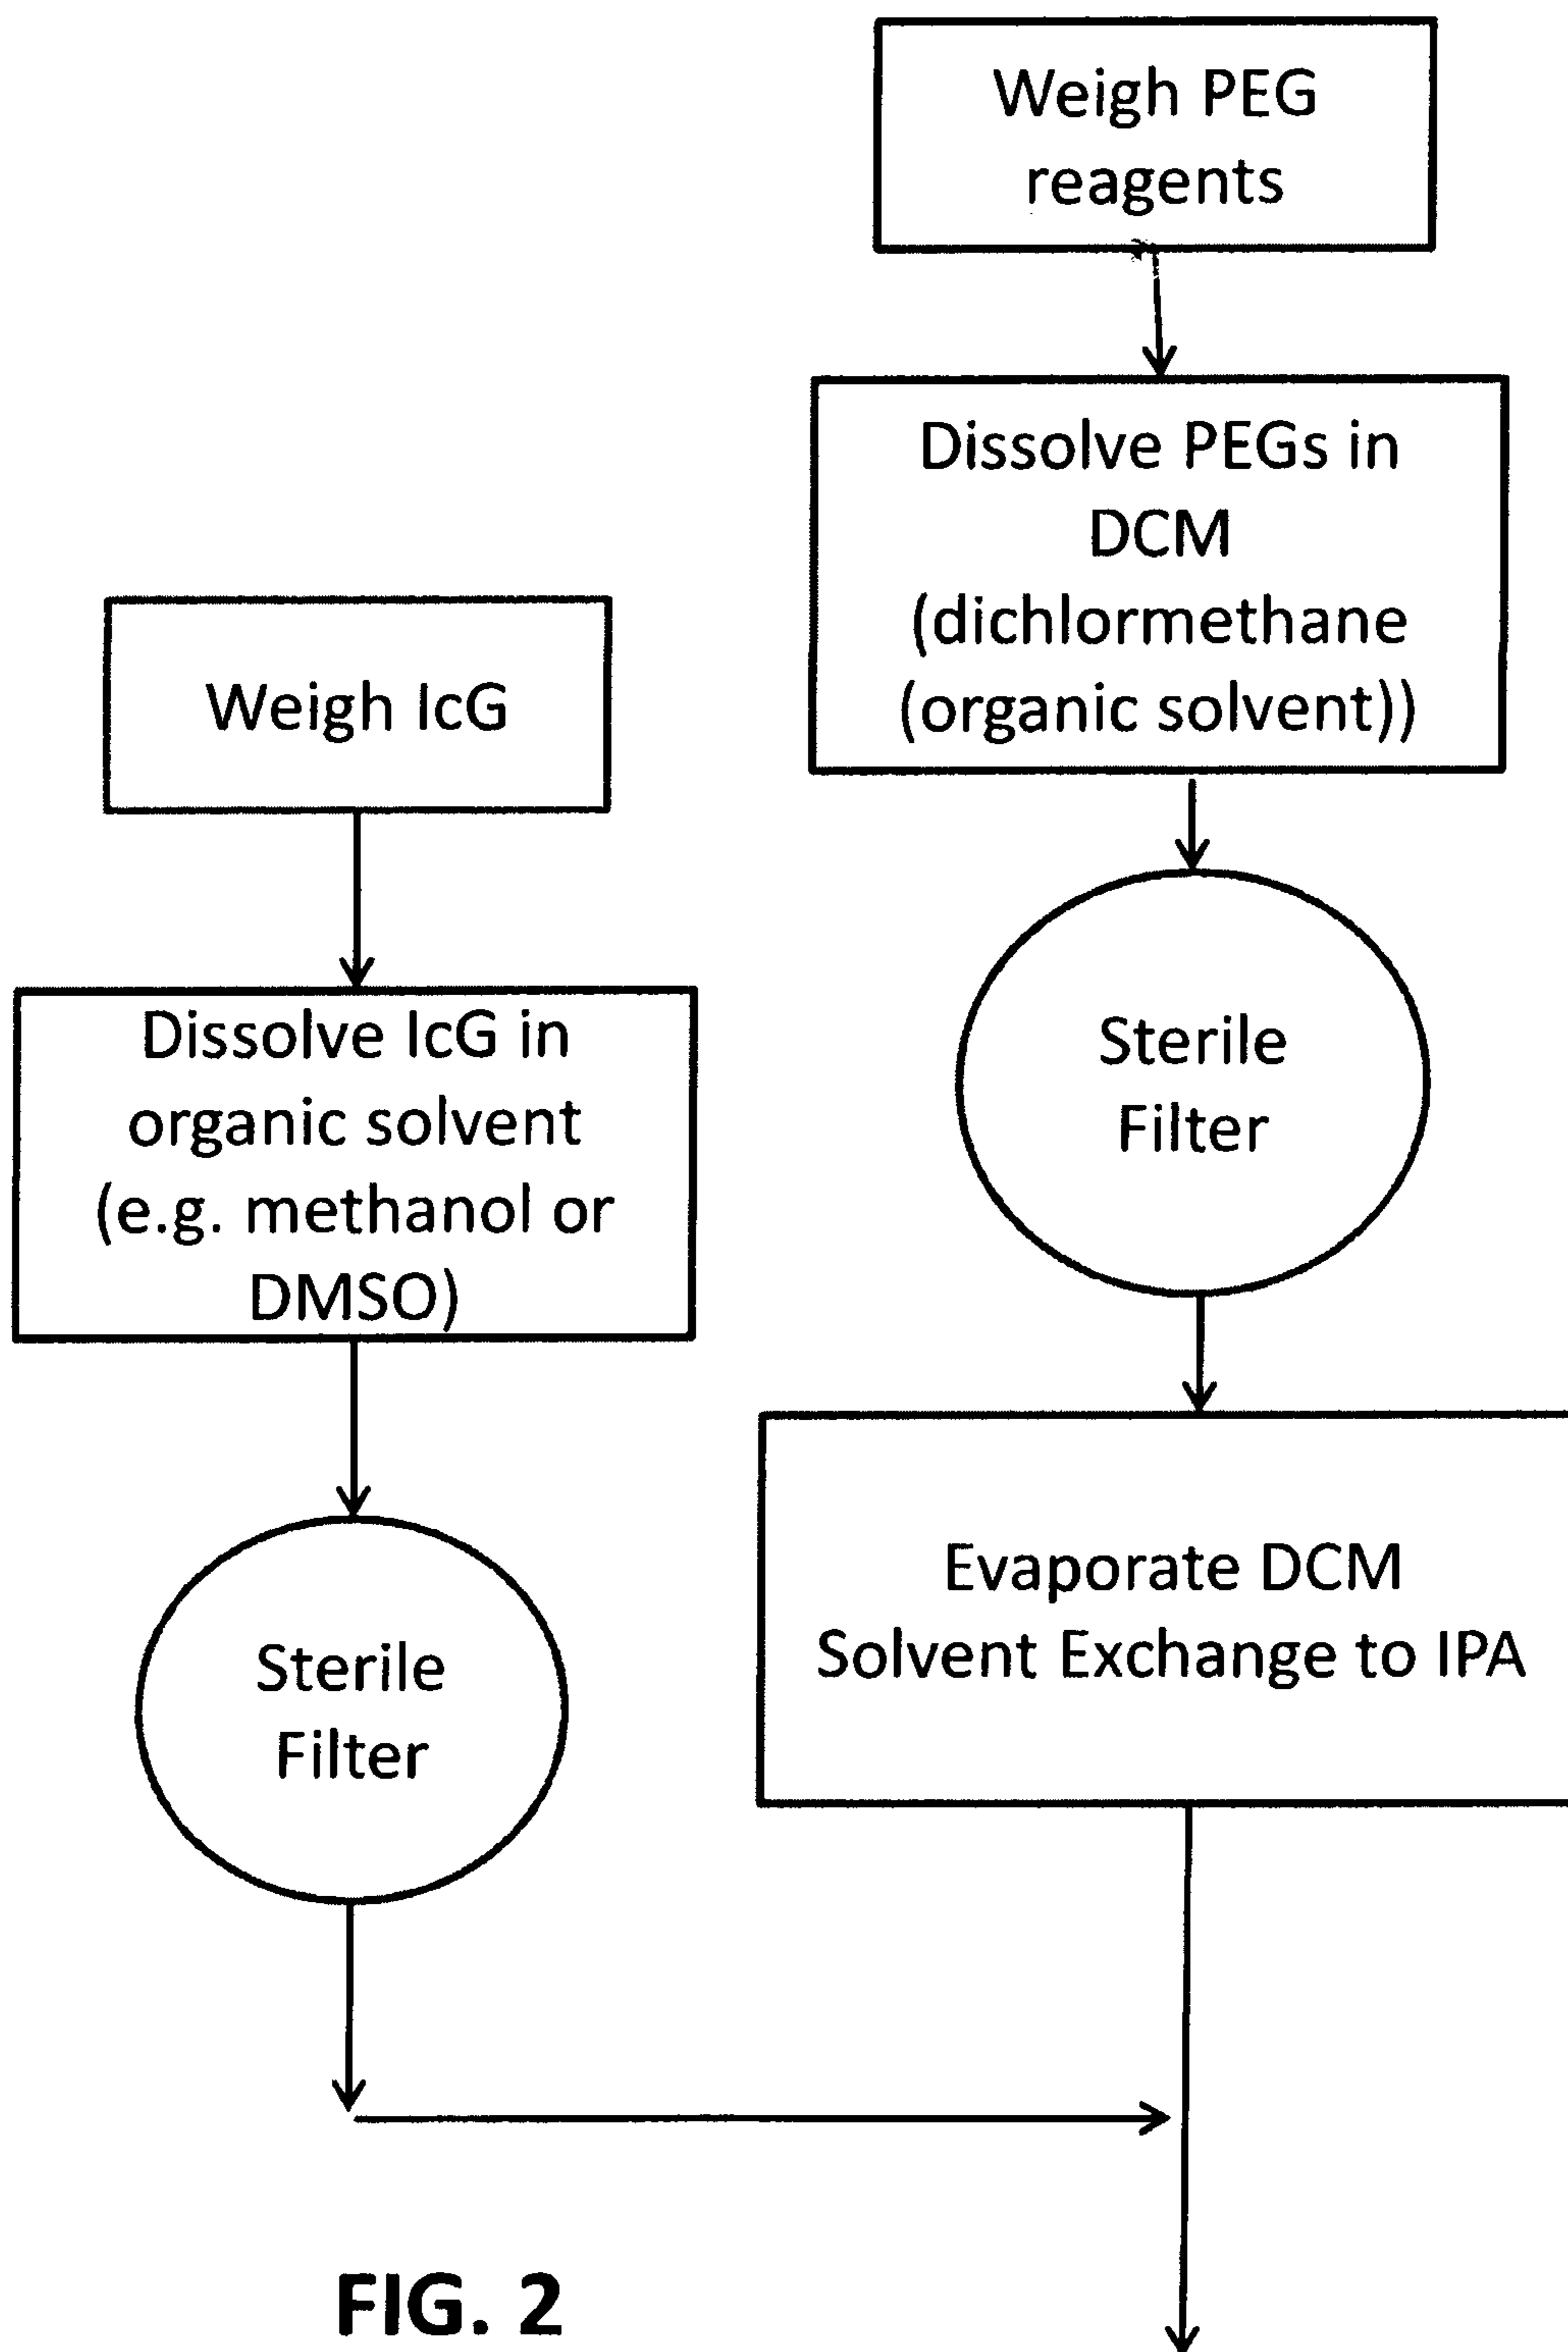 Weigh PEG
reagents
Dissolve PEGs in
DCM
(dichlormethane
(organic solvent))
Sterile
Filter
Evaporate DCM
Solvent Exchange to IPA
Weigh IcG
Dissolve IcG in
organic solvent
(e.g. methanol or
DMSO)
Sterile
Filter
FIG. 2